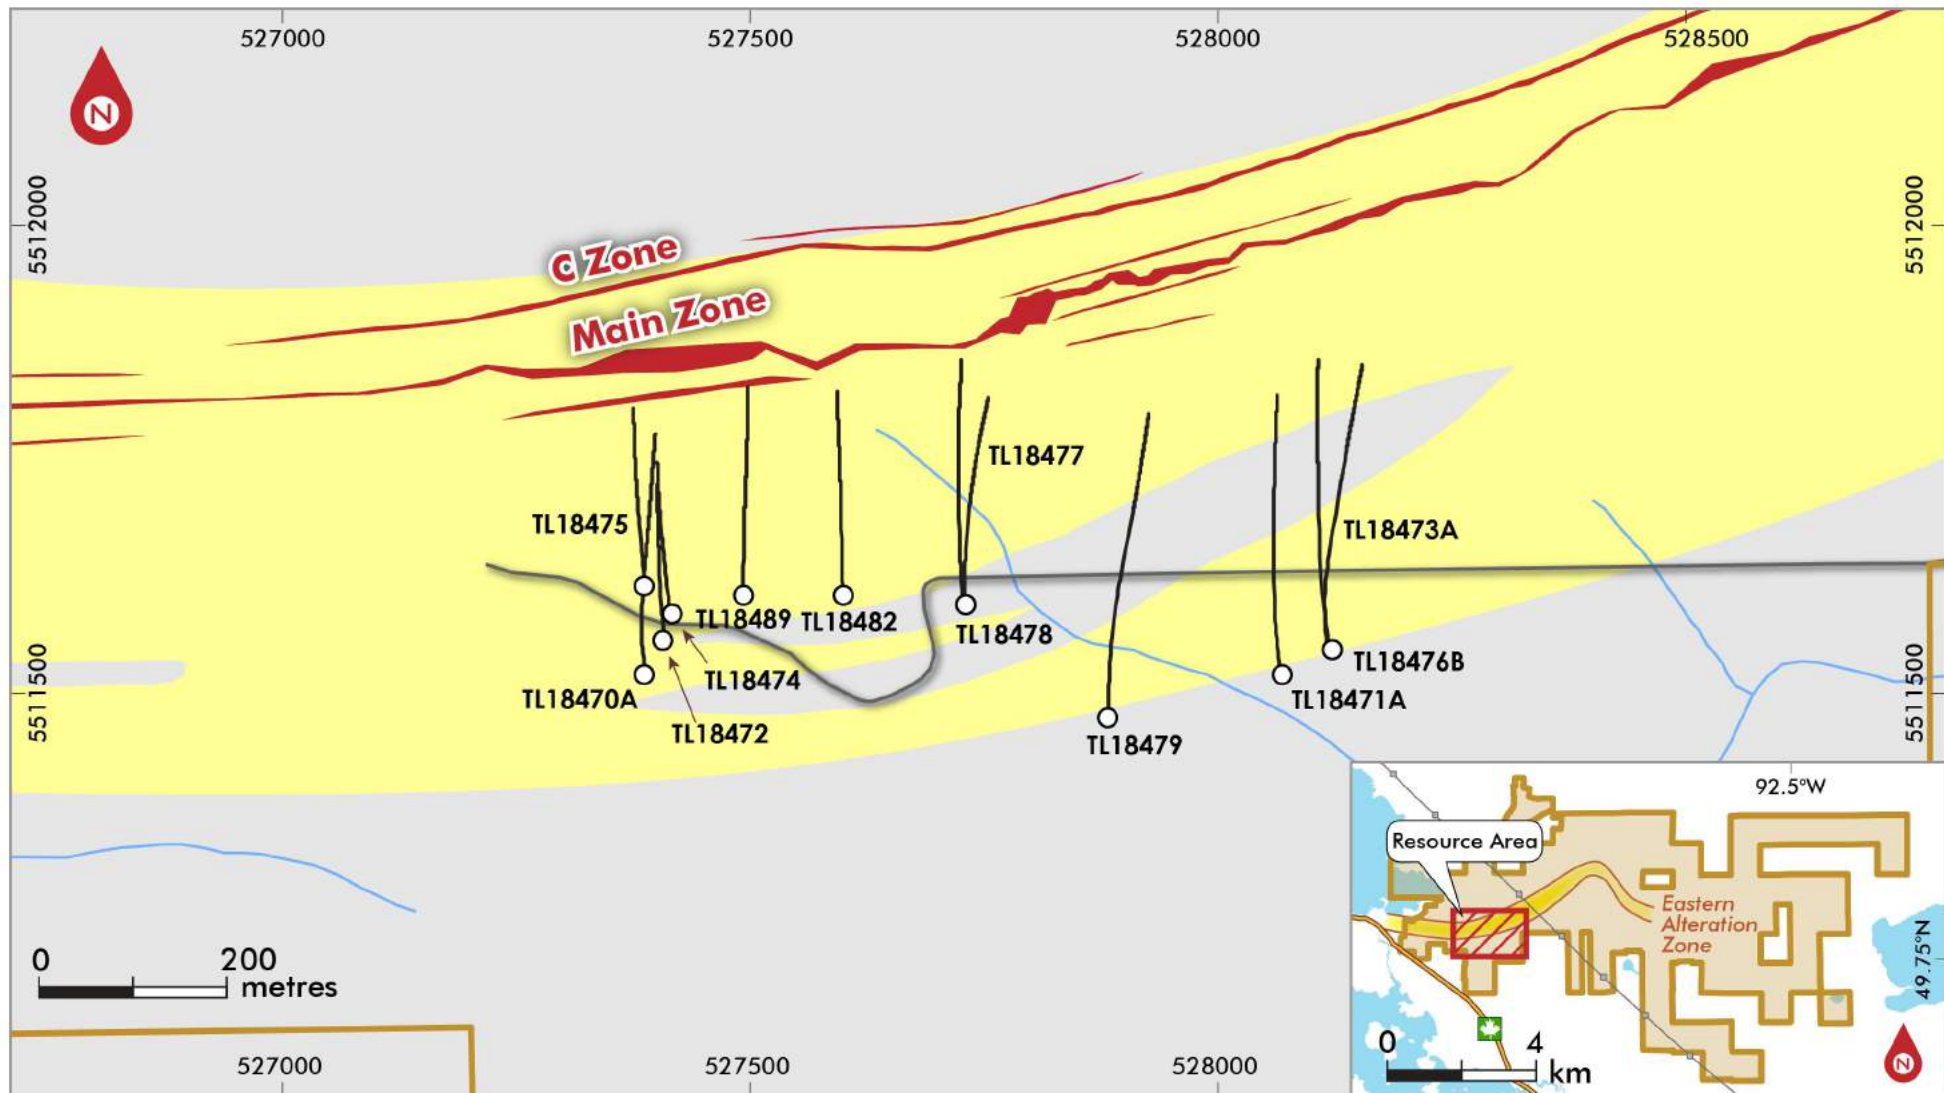 527000
527500
528000
528500
N
5512000
5512000
C Zone
Main Zone
TL18477
TL18475
TL18473A
TL18489
TL18482
TL18478
TL18476B
TL18474
TL18470A
TL18471A
TL18472
TL18479
5511500
5511500
92.5°W
Resource Area
Eastern
Alteration
Zone
49.75°N
0 200
metres
0 4
km
N
527000
527500
528000